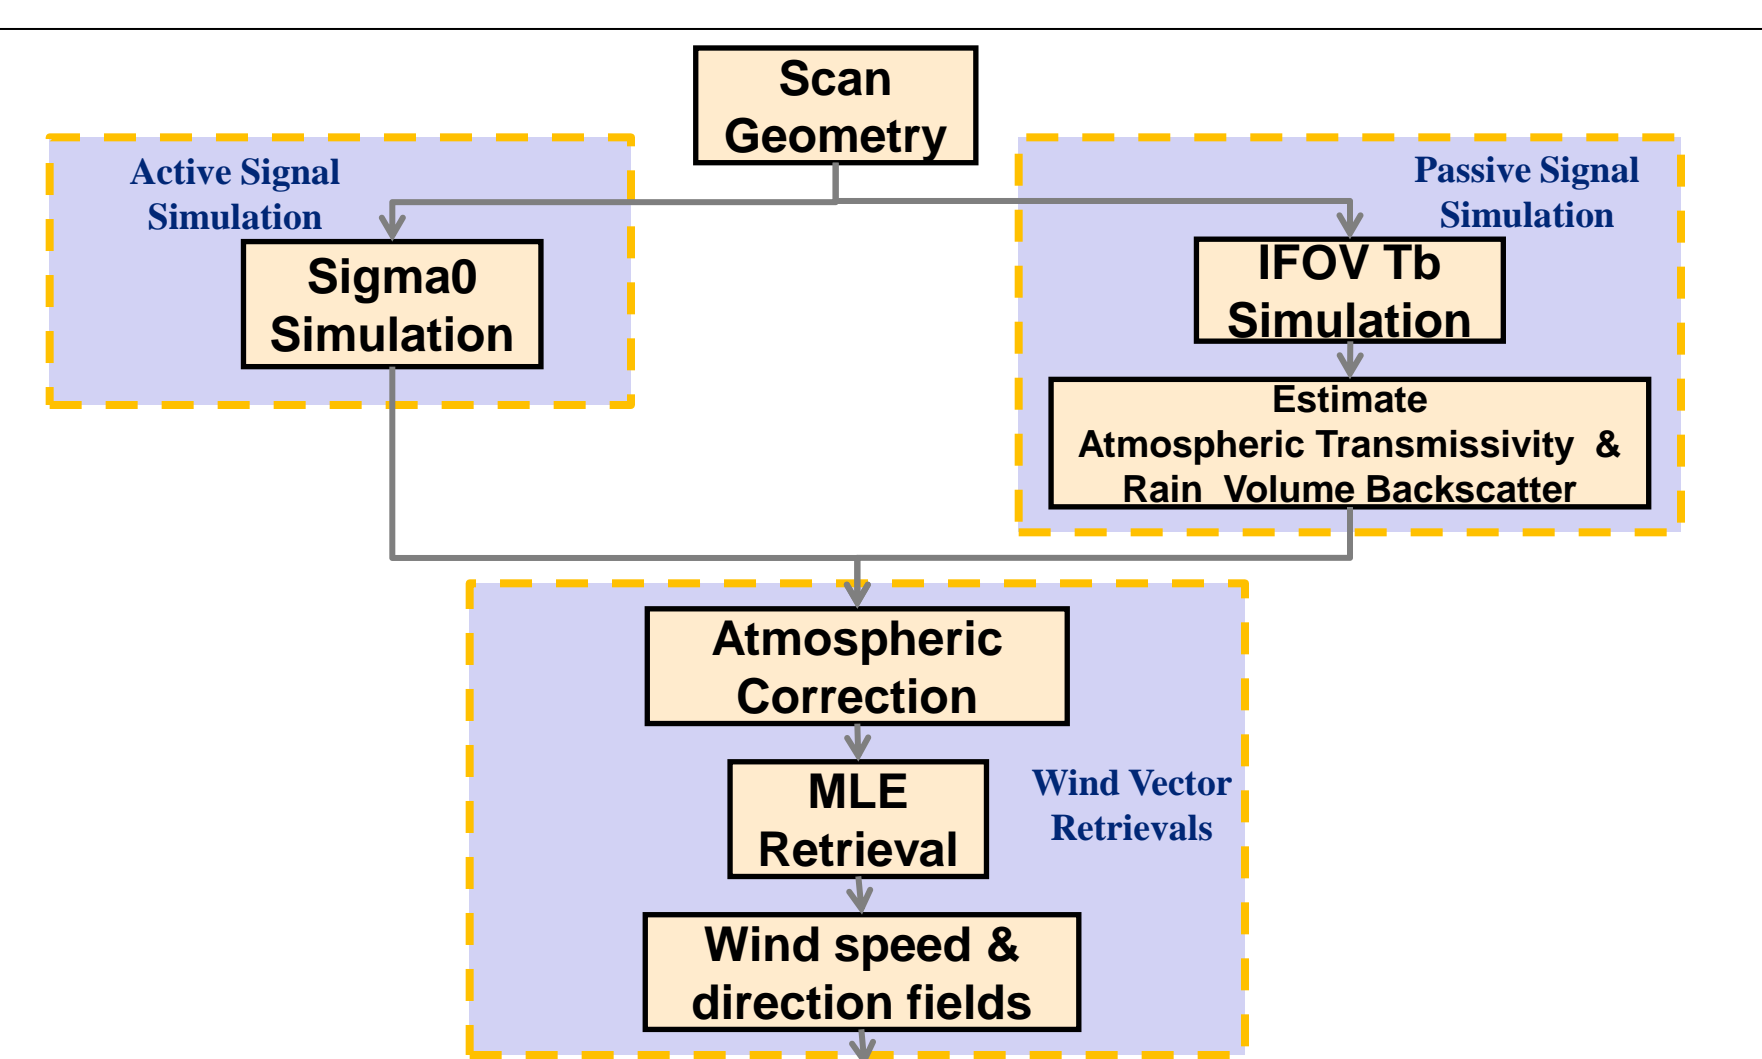 Scan
Geometry
Active Signal
Simulation
Sigma0
Simulation
Passive Signal
Simulation
IFOV Tb
Simulation
Estimate
Atmospheric Transmissivity &
Rain Volume Backscatter
Atmospheric
Correction
MLE
Retrieval
Wind Vector
Retrievals
Wind speed &
direction fields